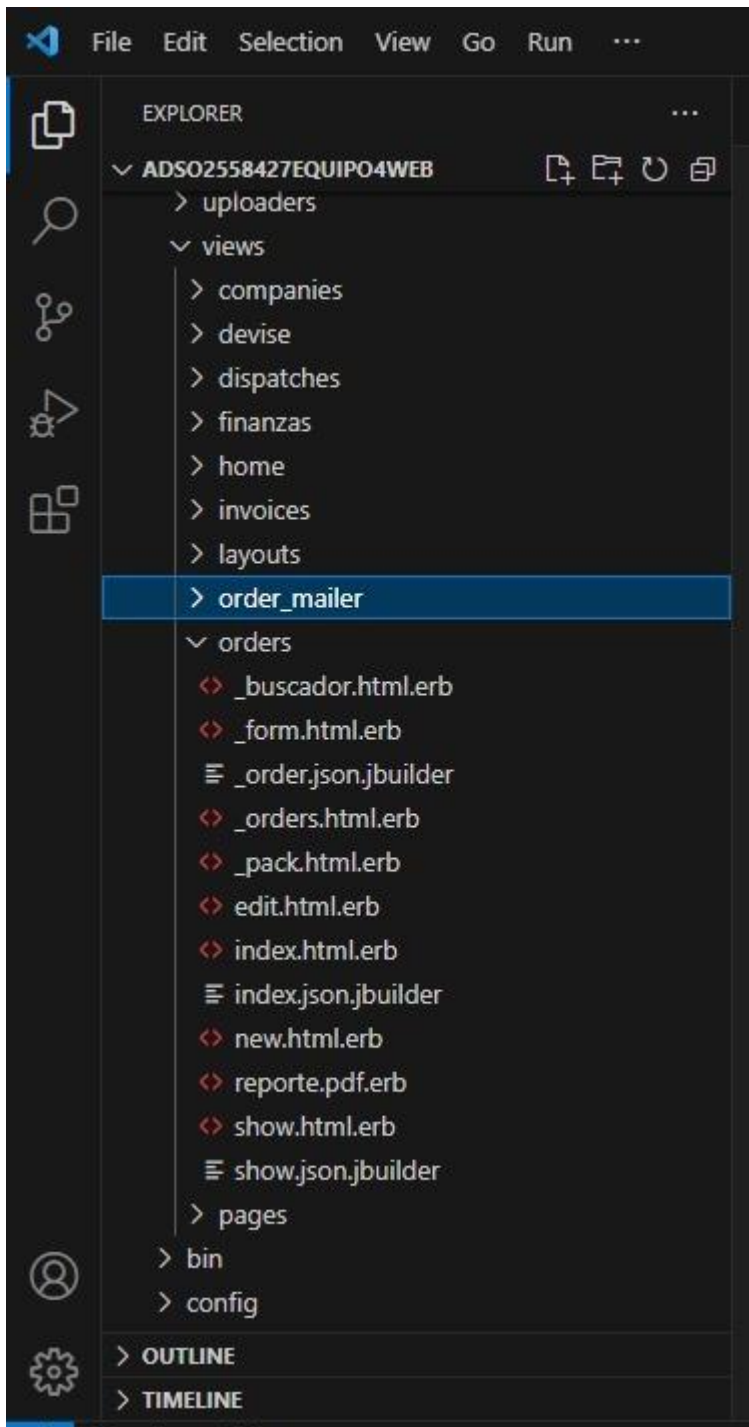 File Edit Selection View Go Run ...
EXPLORER ...
ADSO2558427EQUIPO4WEB
uploaders
views
companies
devise
dispatches
finanzas
home
invoices
layouts
order_mailer
orders
_buscador.html.erb
_form.html.erb
_order.json.jbuilder
_orders.html.erb
_pack.html.erb
edit.html.erb
index.html.erb
index.json.jbuilder
new.html.erb
reporte.pdf.erb
show.html.erb
show.json.jbuilder
pages
bin
config
OUTLINE
TIMELINE